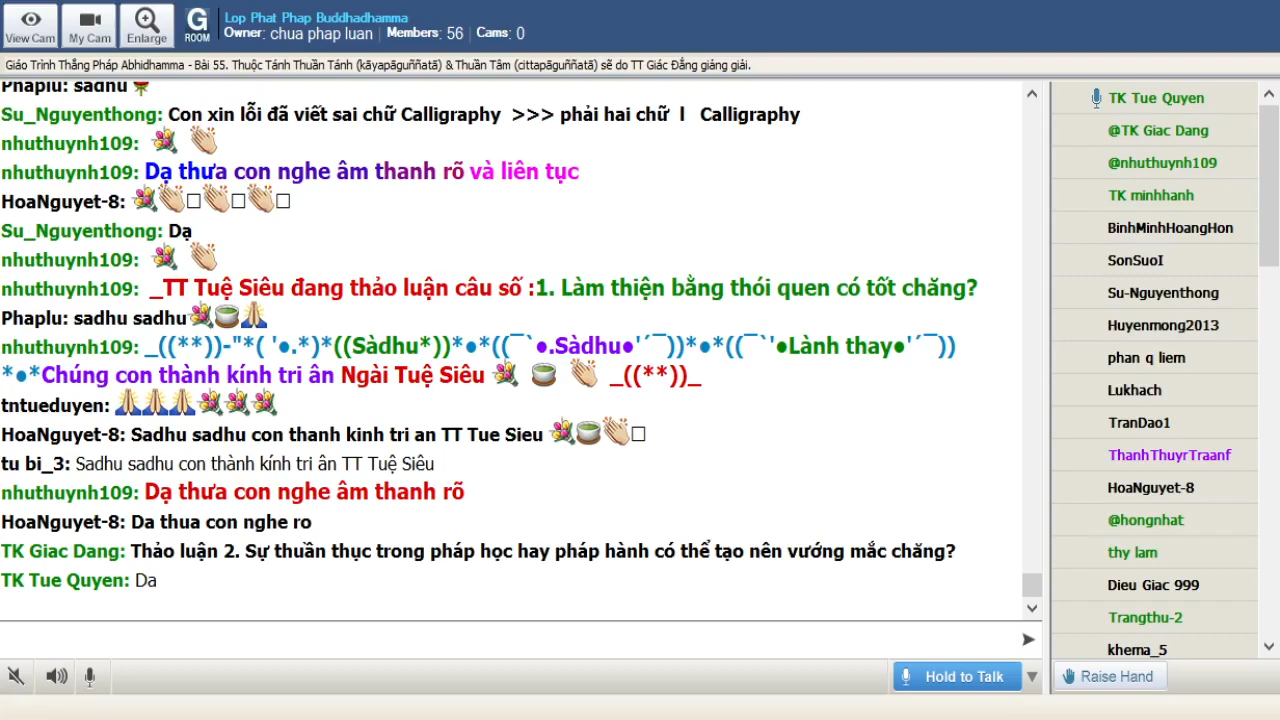 View Cam
My Cam
Enlarge
G
ROOM
Lop Phat Phap Buddhadhamma
Owner: chua phap luan | Members: 56 | Cams: 0
Giáo Trình Thắng Pháp Abhidhamma - Bài 55. Thuộc Tánh Thuần Tánh (kāyapāguññatā) & Thuần Tâm (cittapāguññatā) sẽ do TT Giác Đẳng giảng giải.
Phaplu: sadhu
Su_Nguyenthong: Con xin lỗi đã viết sai chữ Calligraphy >>> phải hai chữ l Calligraphy
nhuthuynh109:
nhuthuynh109: Dạ thưa con nghe âm thanh rõ và liên tục
HoaNguyet-8:
Su_Nguyenthong: Dạ
nhuthuynh109:
nhuthuynh109: _TT Tuệ Siêu đang thảo luận câu số :1. Làm thiện bằng thói quen có tốt chăng?
Phaplu: sadhu sadhu
nhuthuynh109: _((**))-"*( '●.*)*((Sàdhu*))*●*((¯`●.Sàdhu●'´¯))*●*((¯`'●Lành thay●'´¯))
*●*Chúng con thành kính tri ân Ngài Tuệ Siêu _((**))_
tntueduyen:
HoaNguyet-8: Sadhu sadhu con thanh kinh tri an TT Tue Sieu
tu bi_3: Sadhu sadhu con thành kính tri ân TT Tuệ Siêu
nhuthuynh109: Dạ thưa con nghe âm thanh rõ
HoaNguyet-8: Da thua con nghe ro
TK Giac Dang: Thảo luận 2. Sự thuần thục trong pháp học hay pháp hành có thể tạo nên vướng mắc chăng?
TK Tue Quyen: Da
TK Tue Quyen
@TK Giac Dang
@nhuthuynh109
TK minhhanh
BinhMinhHoangHon
SonSuoI
Su-Nguyenthong
Huyenmong2013
phan q liem
Lukhach
TranDao1
ThanhThuyrTraanf
HoaNguyet-8
@hongnhat
thy lam
Dieu Giac 999
Trangthu-2
khema_5
Hold to Talk
Raise Hand